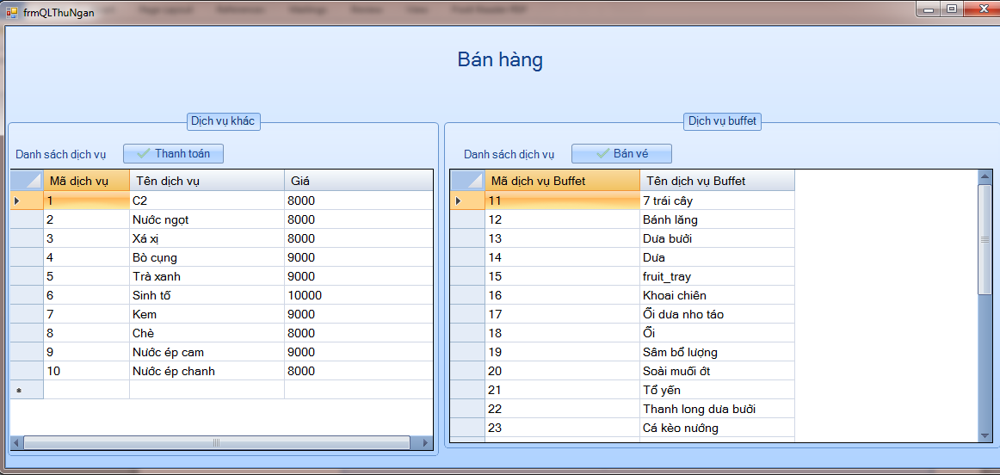 frmQLThuNgan
Bán hàng
Dịch vụ khác
Danh sách dịch vụ Thanh toán
Mã dịch vụ Tên dịch vụ Giá
1 C2 8000
2 Nước ngọt 8000
3 Xá xị 8000
4 Bò cụng 9000
5 Trà xanh 9000
6 Sinh tố 10000
7 Kem 9000
8 Chè 8000
9 Nước ép cam 9000
10 Nước ép chanh 8000
Dịch vụ buffet
Danh sách dịch vụ Bán vé
Mã dịch vụ Buffet Tên dịch vụ Buffet
11 7 trái cây
12 Bánh lăng
13 Dưa bưởi
14 Dưa
15 fruit_tray
16 Khoai chiên
17 Ổi dưa nho táo
18 Ổi
19 Sâm bổ lượng
20 Soài muối ớt
21 Tổ yến
22 Thanh long dưa bưởi
23 Cá kèo nướng